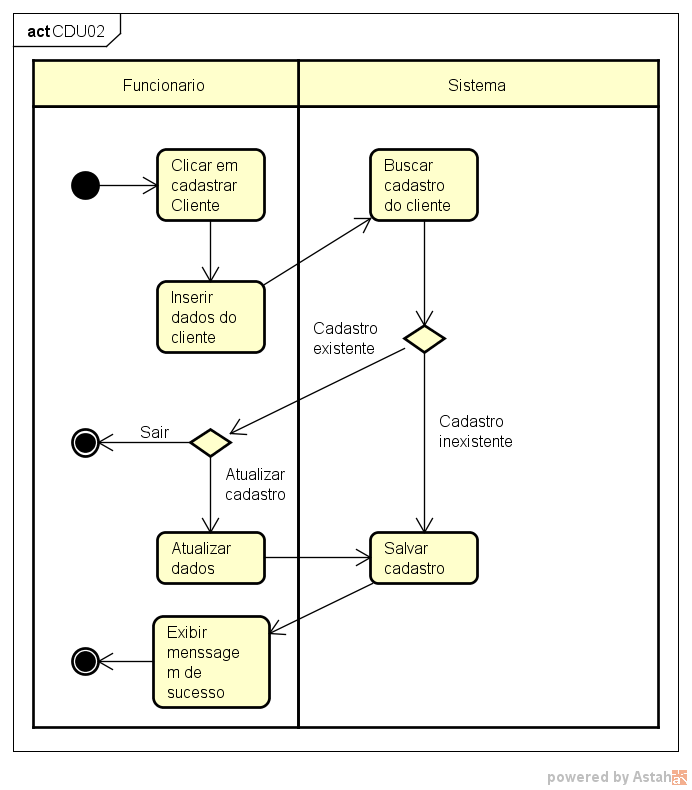 act CDU02
Funcionario
Sistema
Clicar em
cadastrar
Cliente
Buscar
cadastro
do cliente
Inserir
dados do
cliente
Cadastro
existente
Cadastro
inexistente
Sair
Atualizar
cadastro
Atualizar
dados
Salvar
cadastro
Exibir
menssage
m de
sucesso
powered by Astah